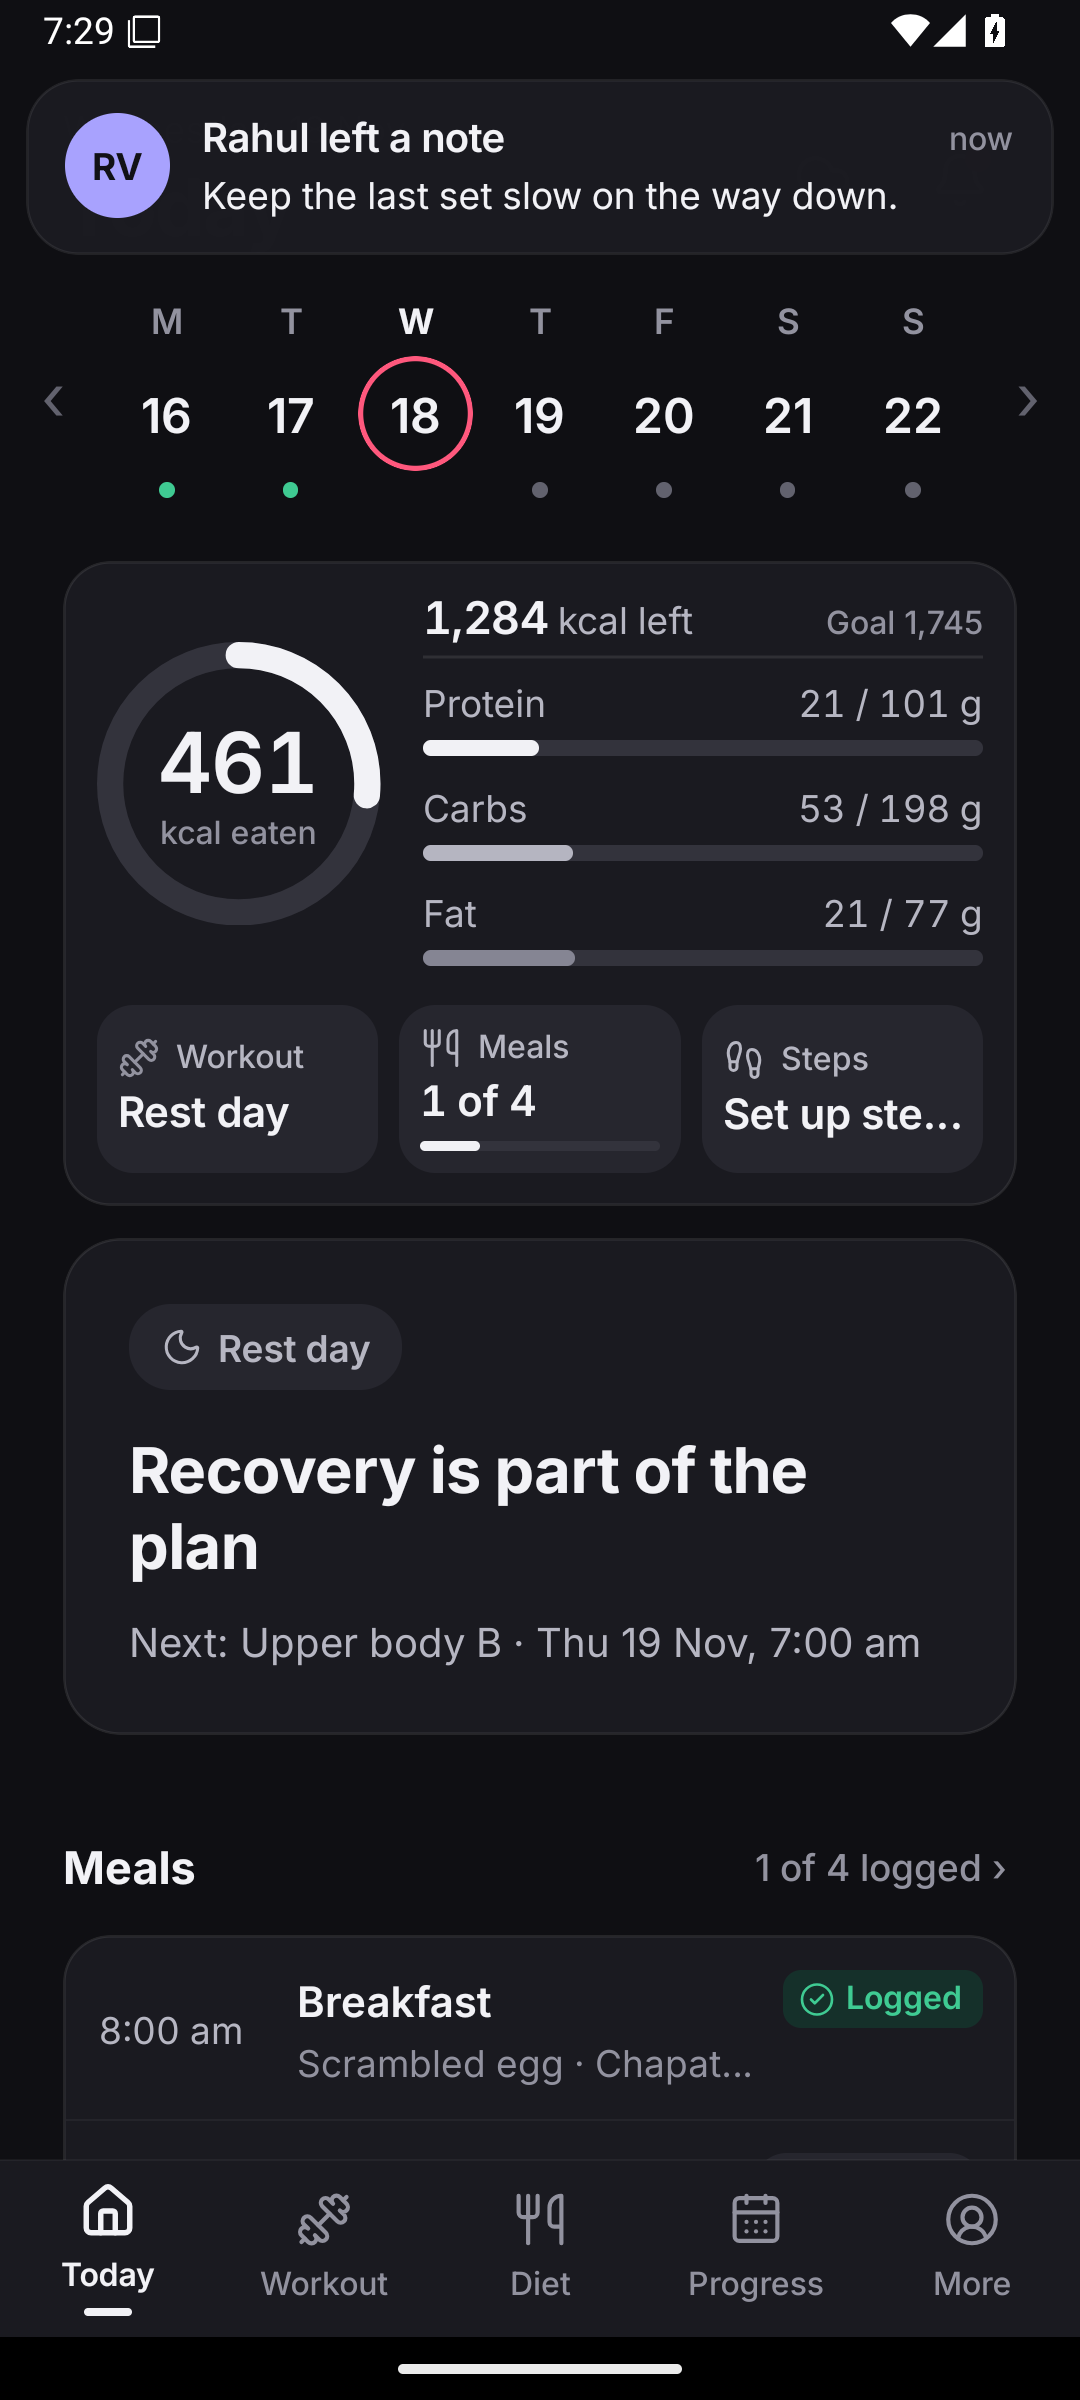 7:29
RV
Rahul left a note
now
Keep the last set slow on the way down.
M T W T F S S
‹ 16 17 18 19 20 21 22 ›
1,284 kcal left
Goal 1,745
461
kcal eaten
Protein
21 / 101 g
Carbs
53 / 198 g
Fat
21 / 77 g
Workout
Rest day
Meals
1 of 4
Steps
Set up ste...
Rest day
Recovery is part of the
plan
Next: Upper body B · Thu 19 Nov, 7:00 am
Meals
1 of 4 logged ›
8:00 am
Breakfast
Logged
Scrambled egg · Chapat...
Today
Workout
Diet
Progress
More